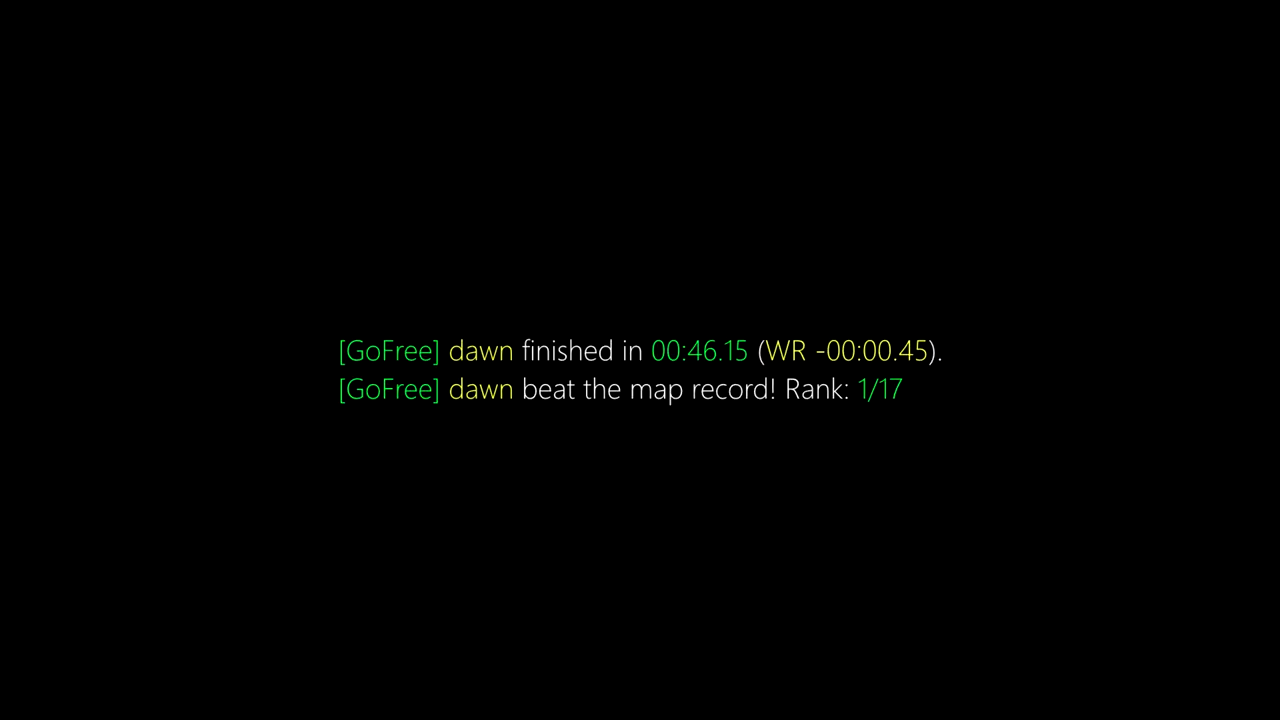 [GoFree] dawn finished in 00:46.15 (WR -00:00.45).
[GoFree] dawn beat the map record! Rank: 1/17